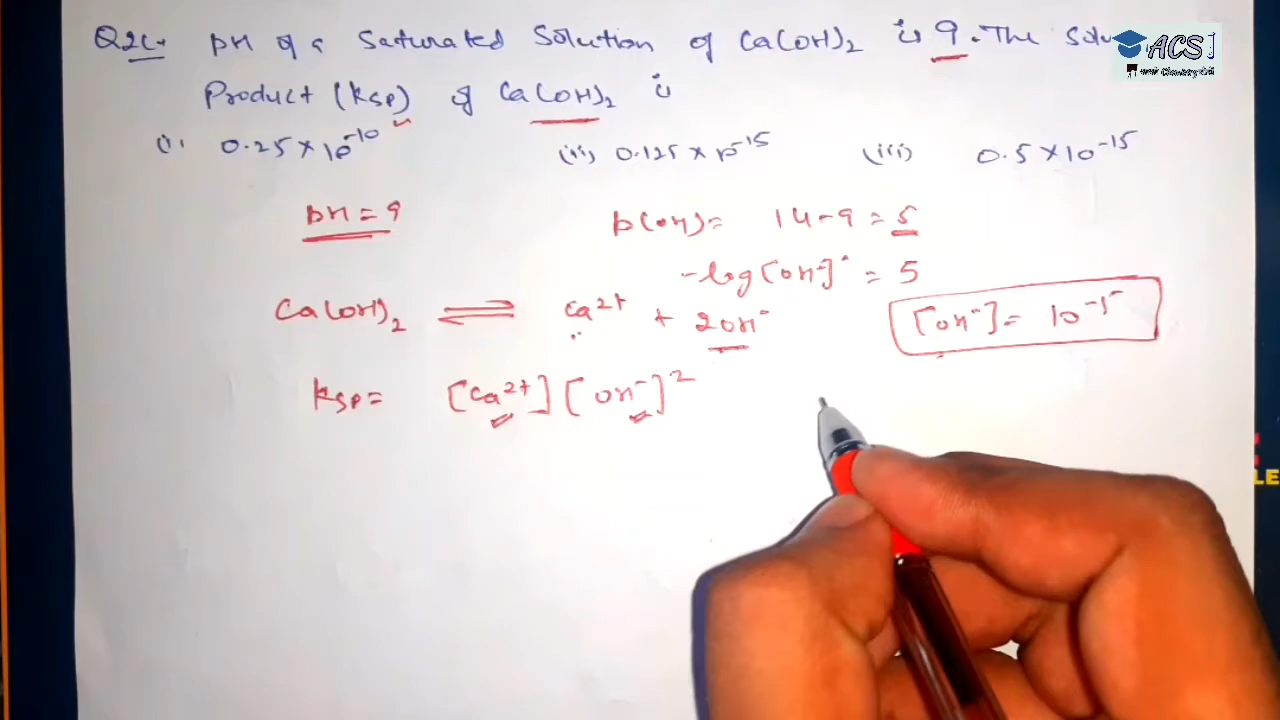 Q26. pH of a Saturated Solution of Ca(OH)2 is 9. The
Product (ksp) of Ca(OH)2 is
(i) 0.25 × 10^-10 (ii) 0.125 × 10^-15 (iii) 0.5 × 10^-15
pH = 9 p(OH) = 14 - 9 = 5
-log[OH-] = 5
Ca(OH)2 ⇌ Ca2+ + 2OH- [OH-] = 10^-5
ksp = [Ca2+] [OH-]^2
ACS
LE